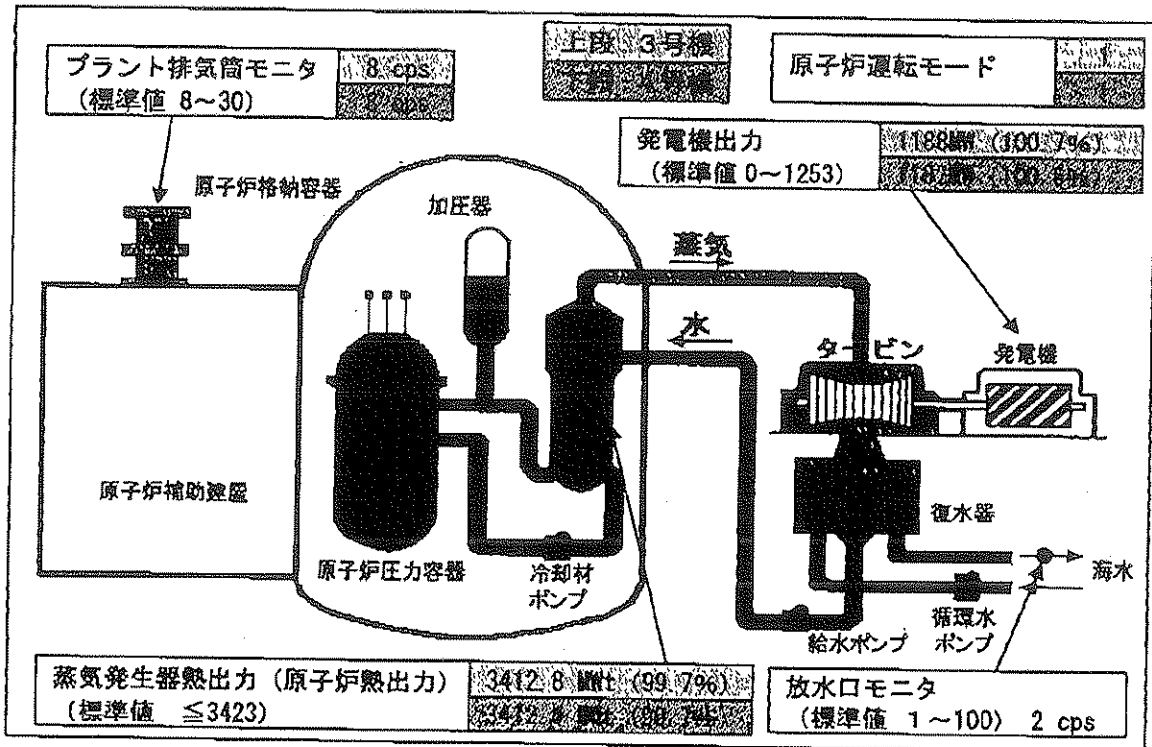 プラント排気筒モニタ 8 cps
(標準値 8～30)
上段 3号機
原子炉運転モード 1
発電機出力 1188MW (100.7%)
(標準値 0～1253)
原子炉格納容器
加圧器
蒸気
水
タービン
発電機
原子炉補助建屋
原子炉圧力容器
冷却材
ポンプ
復水器
海水
給水ポンプ
循環水
ポンプ
蒸気発生器熱出力 (原子炉熱出力) 3412.8 MWt (99.7%)
(標準値 ≦3423)
放水口モニタ
(標準値 1～100) 2 cps